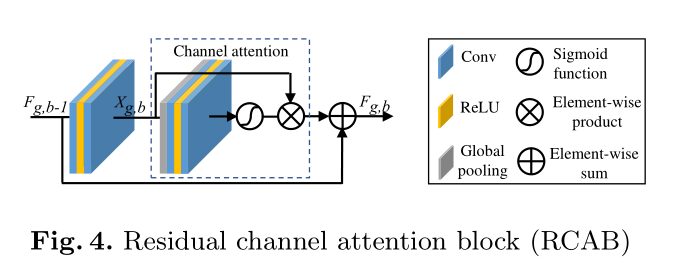 Channel attention
F_{g,b-1}
X_{g,b}
F_{g,b}
Conv
Sigmoid
function
ReLU
Element-wise
product
Global
pooling
Element-wise
sum
Fig. 4. Residual channel attention block (RCAB)